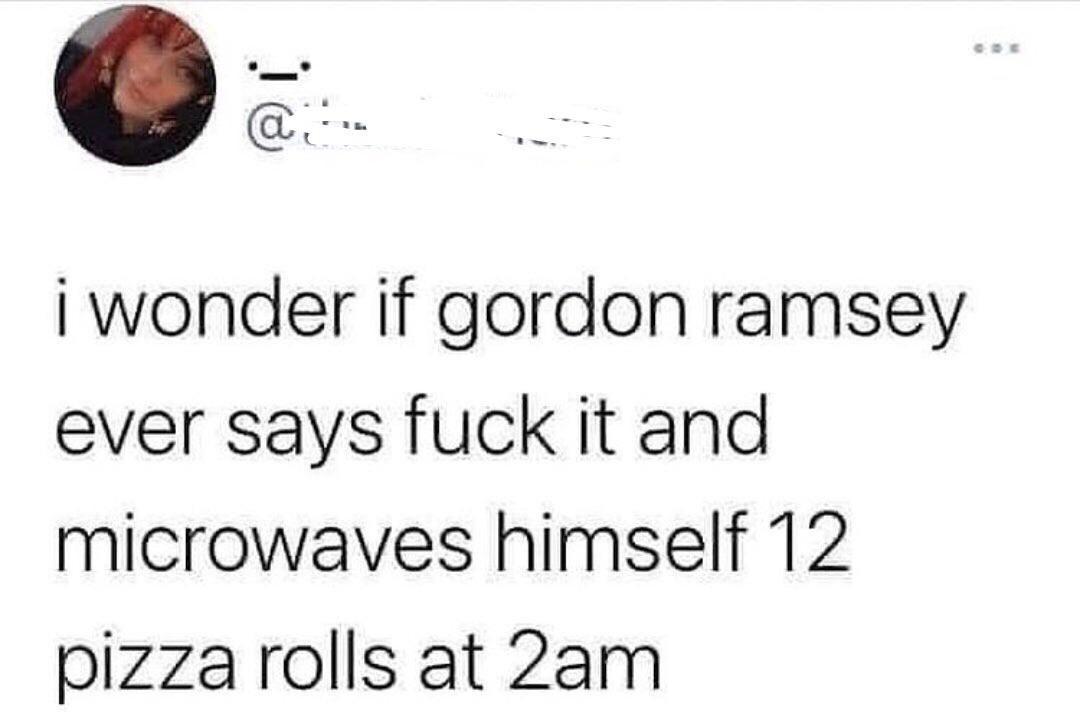 ._.
i wonder if gordon ramsey
ever says fuck it and
microwaves himself 12
pizza rolls at 2am